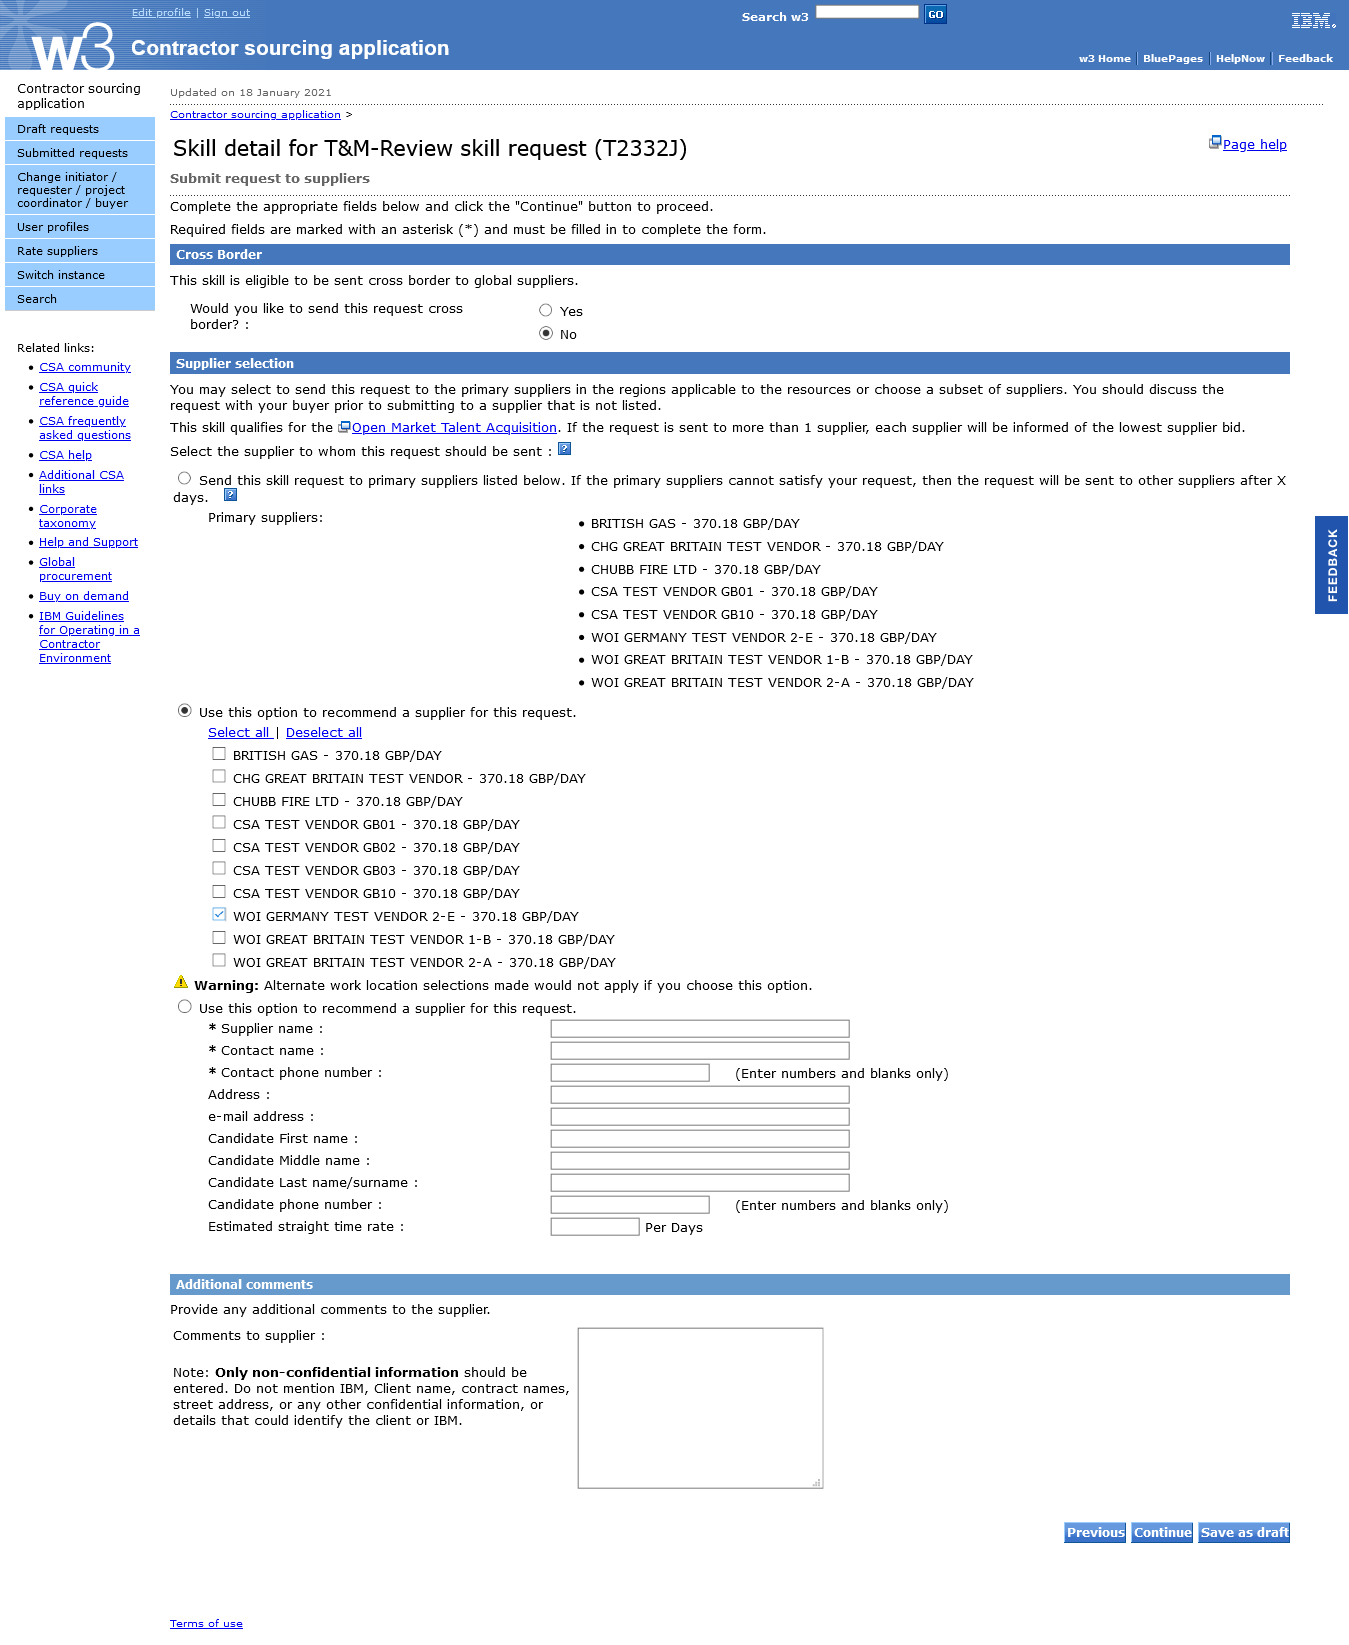 Edit profile | Sign out
Search w3
GO
IBM.
w3
Contractor sourcing application
w3 Home | BluePages | HelpNow | Feedback
Contractor sourcing
application
Draft requests
Submitted requests
Change initiator /
requester / project
coordinator / buyer
User profiles
Rate suppliers
Switch instance
Search
Related links:
• CSA community
• CSA quick
reference guide
• CSA frequently
asked questions
• CSA help
• Additional CSA
links
• Corporate
taxonomy
• Help and Support
• Global
procurement
• Buy on demand
• IBM Guidelines
for Operating in a
Contractor
Environment
Updated on 18 January 2021
Contractor sourcing application >
Skill detail for T&M-Review skill request (T2332J)
Page help
Submit request to suppliers
Complete the appropriate fields below and click the "Continue" button to proceed.
Required fields are marked with an asterisk (*) and must be filled in to complete the form.
Cross Border
This skill is eligible to be sent cross border to global suppliers.
Would you like to send this request cross
border? :
Yes
No
Supplier selection
You may select to send this request to the primary suppliers in the regions applicable to the resources or choose a subset of suppliers. You should discuss the
request with your buyer prior to submitting to a supplier that is not listed.
This skill qualifies for the Open Market Talent Acquisition. If the request is sent to more than 1 supplier, each supplier will be informed of the lowest supplier bid.
Select the supplier to whom this request should be sent : ?
Send this skill request to primary suppliers listed below. If the primary suppliers cannot satisfy your request, then the request will be sent to other suppliers after X
days. ?
Primary suppliers:
• BRITISH GAS - 370.18 GBP/DAY
• CHG GREAT BRITAIN TEST VENDOR - 370.18 GBP/DAY
• CHUBB FIRE LTD - 370.18 GBP/DAY
• CSA TEST VENDOR GB01 - 370.18 GBP/DAY
• CSA TEST VENDOR GB10 - 370.18 GBP/DAY
• WOI GERMANY TEST VENDOR 2-E - 370.18 GBP/DAY
• WOI GREAT BRITAIN TEST VENDOR 1-B - 370.18 GBP/DAY
• WOI GREAT BRITAIN TEST VENDOR 2-A - 370.18 GBP/DAY
FEEDBACK
Use this option to recommend a supplier for this request.
Select all | Deselect all
BRITISH GAS - 370.18 GBP/DAY
CHG GREAT BRITAIN TEST VENDOR - 370.18 GBP/DAY
CHUBB FIRE LTD - 370.18 GBP/DAY
CSA TEST VENDOR GB01 - 370.18 GBP/DAY
CSA TEST VENDOR GB02 - 370.18 GBP/DAY
CSA TEST VENDOR GB03 - 370.18 GBP/DAY
CSA TEST VENDOR GB10 - 370.18 GBP/DAY
WOI GERMANY TEST VENDOR 2-E - 370.18 GBP/DAY
WOI GREAT BRITAIN TEST VENDOR 1-B - 370.18 GBP/DAY
WOI GREAT BRITAIN TEST VENDOR 2-A - 370.18 GBP/DAY
Warning: Alternate work location selections made would not apply if you choose this option.
Use this option to recommend a supplier for this request.
* Supplier name :
* Contact name :
* Contact phone number : (Enter numbers and blanks only)
Address :
e-mail address :
Candidate First name :
Candidate Middle name :
Candidate Last name/surname :
Candidate phone number : (Enter numbers and blanks only)
Estimated straight time rate : Per Days
Additional comments
Provide any additional comments to the supplier.
Comments to supplier :
Note: Only non-confidential information should be
entered. Do not mention IBM, Client name, contract names,
street address, or any other confidential information, or
details that could identify the client or IBM.
Previous Continue Save as draft
Terms of use